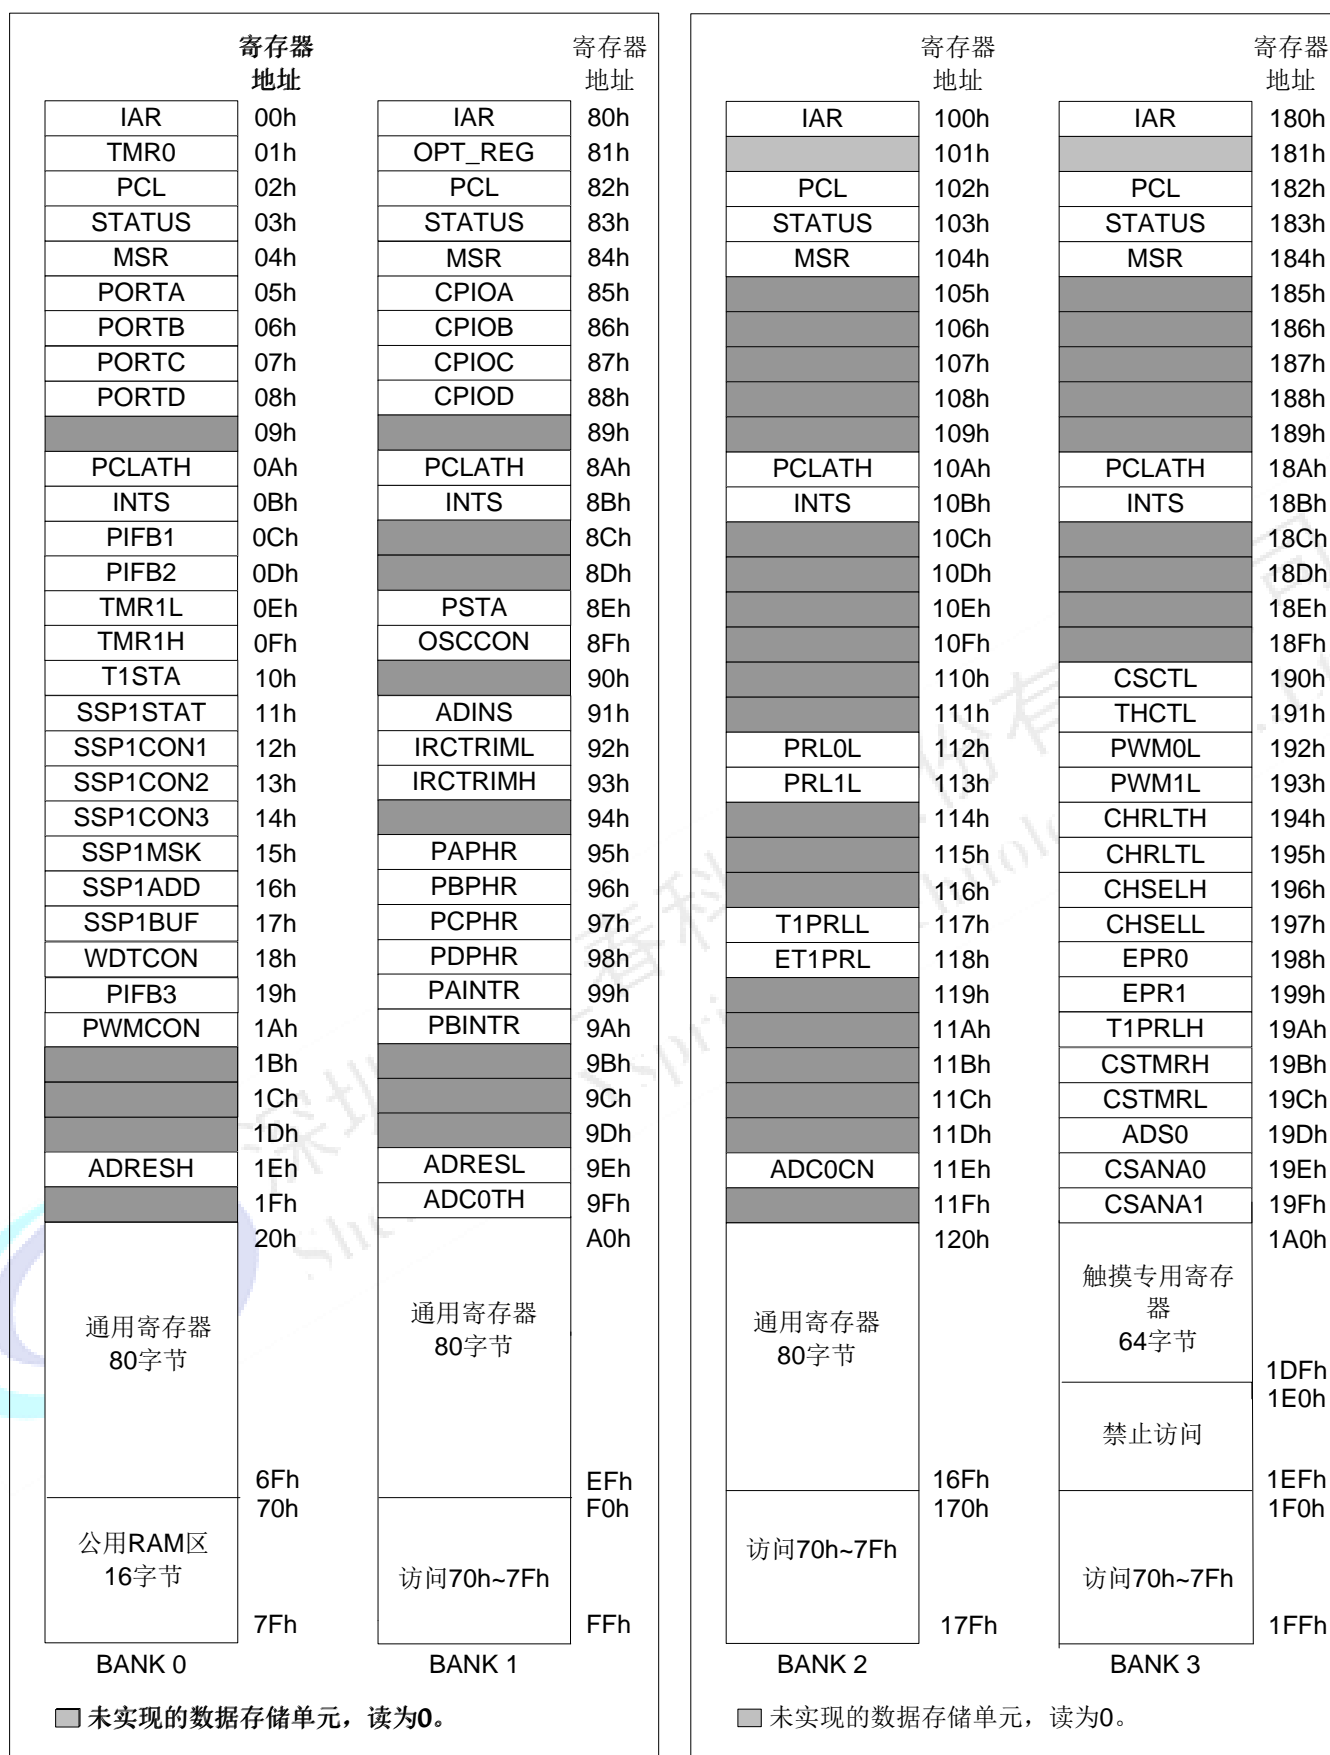 寄存器
地址
寄存器
地址
IAR 00h IAR 80h
TMR0 01h OPT_REG 81h
PCL 02h PCL 82h
STATUS 03h STATUS 83h
MSR 04h MSR 84h
PORTA 05h CPIOA 85h
PORTB 06h CPIOB 86h
PORTC 07h CPIOC 87h
PORTD 08h CPIOD 88h
09h 89h
PCLATH 0Ah PCLATH 8Ah
INTS 0Bh INTS 8Bh
PIFB1 0Ch 8Ch
PIFB2 0Dh 8Dh
TMR1L 0Eh PSTA 8Eh
TMR1H 0Fh OSCCON 8Fh
T1STA 10h 90h
SSP1STAT 11h ADINS 91h
SSP1CON1 12h IRCTRIML 92h
SSP1CON2 13h IRCTRIMH 93h
SSP1CON3 14h 94h
SSP1MSK 15h PAPHR 95h
SSP1ADD 16h PBPHR 96h
SSP1BUF 17h PCPHR 97h
WDTCON 18h PDPHR 98h
PIFB3 19h PAINTR 99h
PWMCON 1Ah PBINTR 9Ah
1Bh 9Bh
1Ch 9Ch
1Dh 9Dh
ADRESH 1Eh ADRESL 9Eh
1Fh ADC0TH 9Fh
20h A0h
通用寄存器
80字节
通用寄存器
80字节
6Fh EFh
70h F0h
公用RAM区
16字节
访问70h~7Fh
7Fh FFh
BANK 0 BANK 1
未实现的数据存储单元，读为0。
寄存器
地址
寄存器
地址
IAR 100h IAR 180h
101h 181h
PCL 102h PCL 182h
STATUS 103h STATUS 183h
MSR 104h MSR 184h
105h 185h
106h 186h
107h 187h
108h 188h
109h 189h
PCLATH 10Ah PCLATH 18Ah
INTS 10Bh INTS 18Bh
10Ch 18Ch
10Dh 18Dh
10Eh 18Eh
10Fh 18Fh
110h CSCTL 190h
111h THCTL 191h
PRL0L 112h PWM0L 192h
PRL1L 113h PWM1L 193h
114h CHRLTH 194h
115h CHRLTL 195h
116h CHSELH 196h
T1PRLL 117h CHSELL 197h
ET1PRL 118h EPR0 198h
119h EPR1 199h
11Ah T1PRLH 19Ah
11Bh CSTMRH 19Bh
11Ch CSTMRL 19Ch
11Dh ADS0 19Dh
ADC0CN 11Eh CSANA0 19Eh
11Fh CSANA1 19Fh
120h 1A0h
通用寄存器
80字节
触摸专用寄存
器
64字节
1DFh
1E0h
禁止访问
16Fh 1EFh
170h 1F0h
访问70h~7Fh
访问70h~7Fh
17Fh 1FFh
BANK 2 BANK 3
未实现的数据存储单元，读为0。